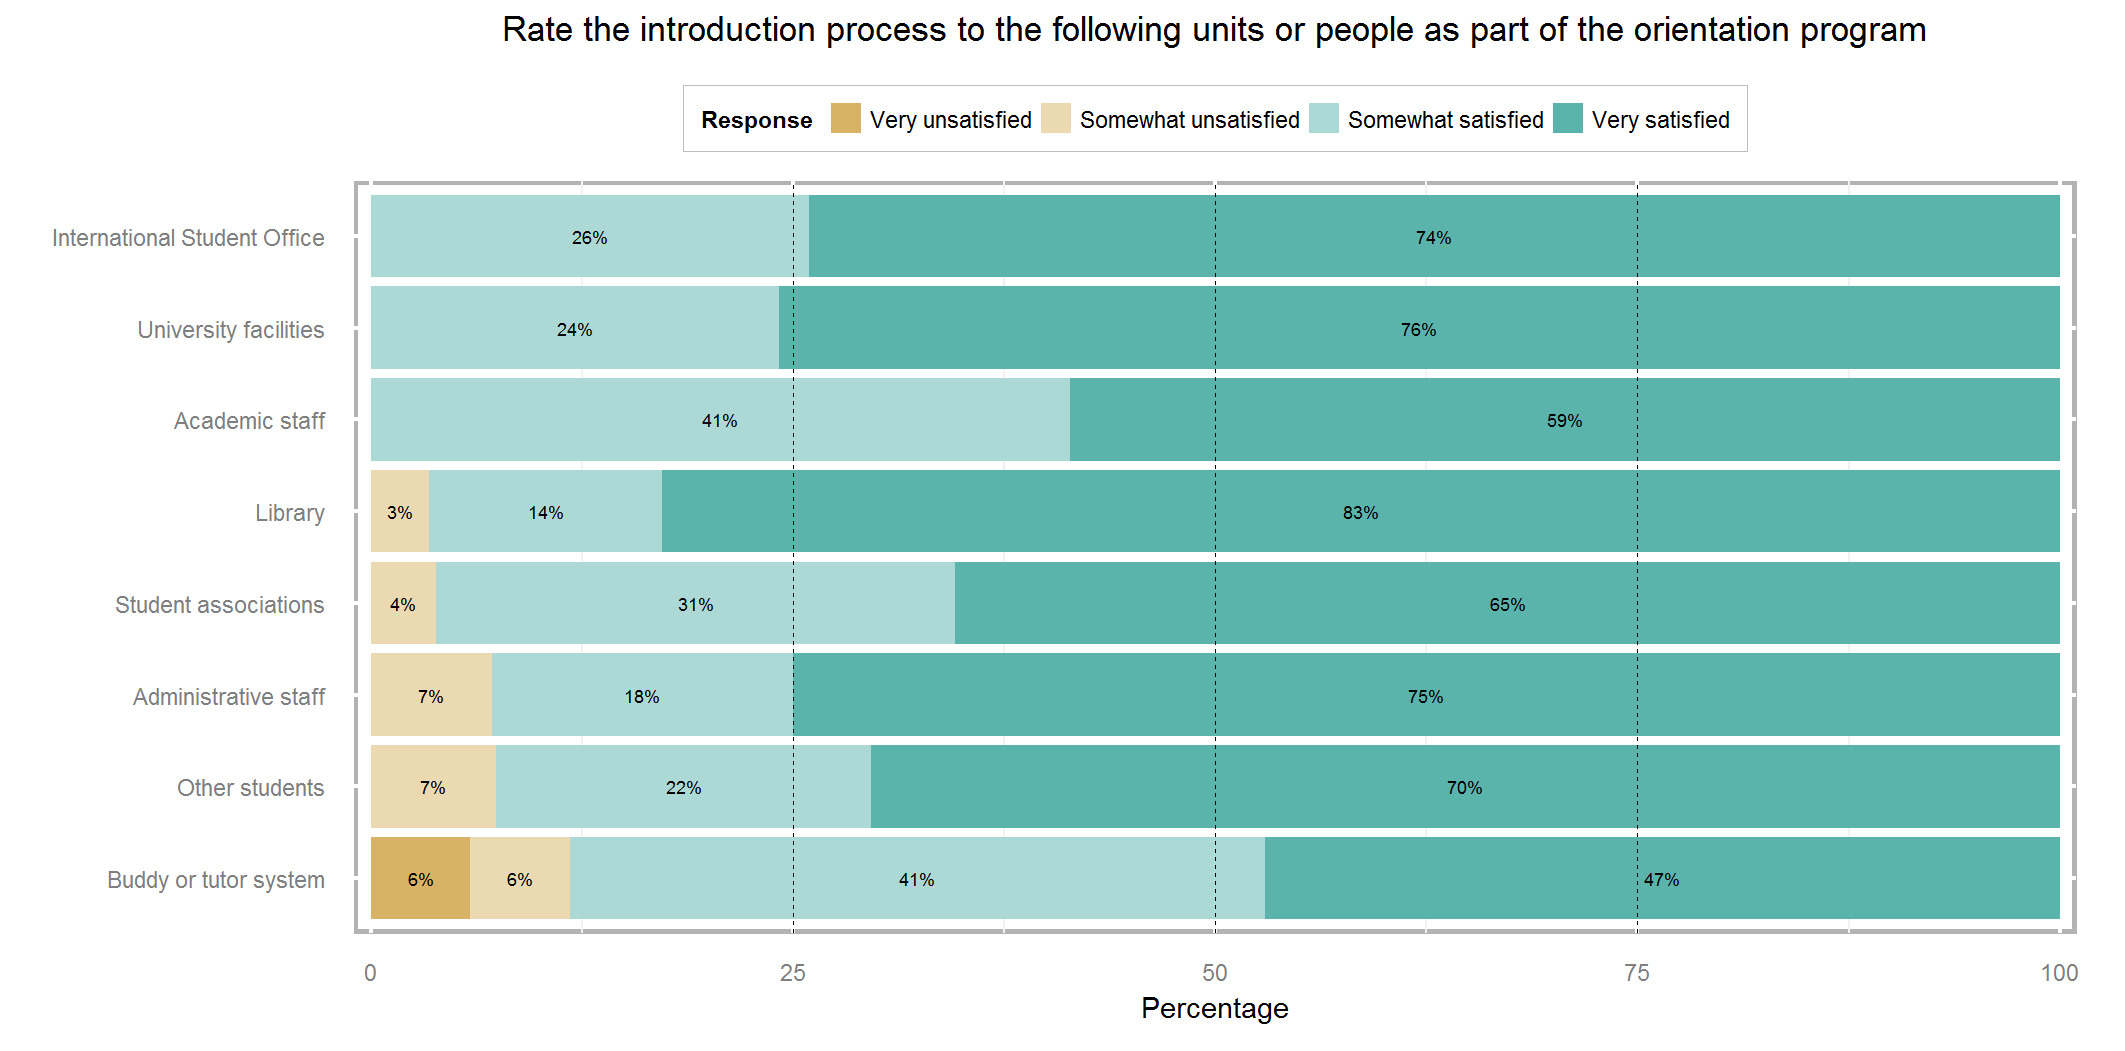 Rate the introduction process to the following units or people as part of the orientation program
Response Very unsatisfied Somewhat unsatisfied Somewhat satisfied Very satisfied
International Student Office 26% 74%
University facilities 24% 76%
Academic staff 41% 59%
Library 3% 14% 83%
Student associations 4% 31% 65%
Administrative staff 7% 18% 75%
Other students 7% 22% 70%
Buddy or tutor system 6% 6% 41% 47%
0 25 50 75 100
Percentage